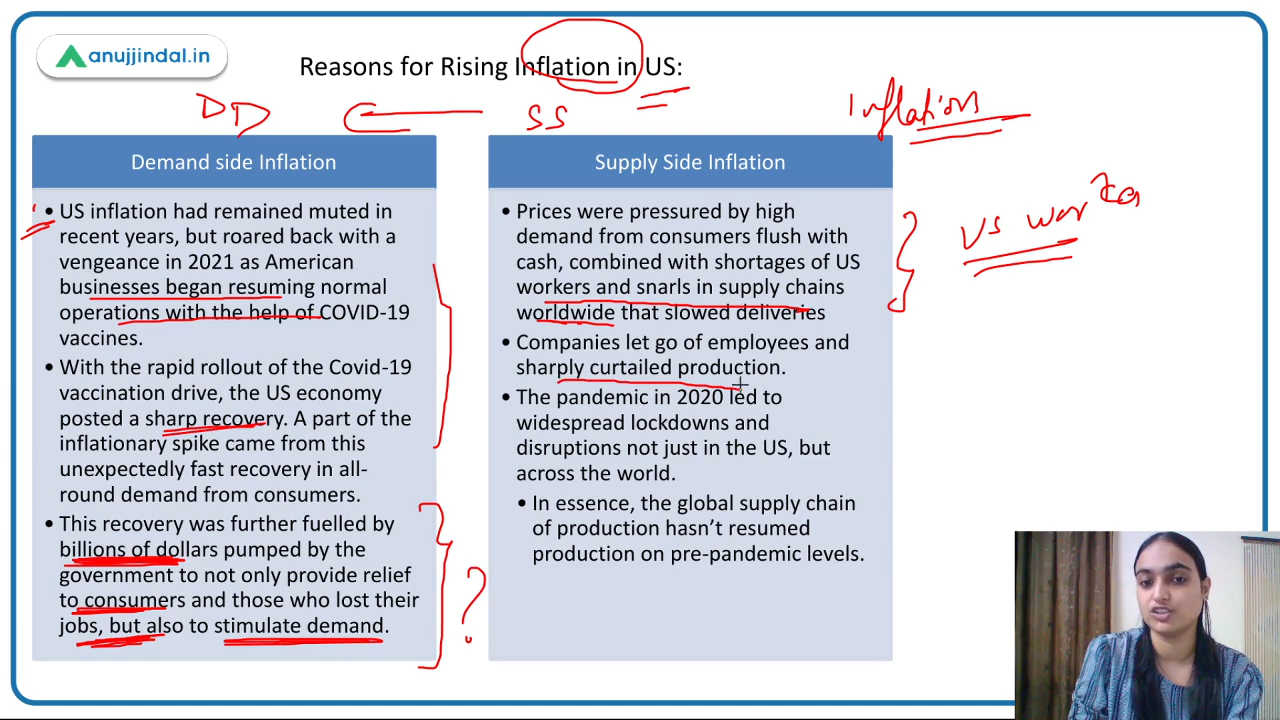 anujjindal.in
Reasons for Rising Inflation in US:
DD
SS
Inflation
Demand side Inflation
• US inflation had remained muted in
recent years, but roared back with a
vengeance in 2021 as American
businesses began resuming normal
operations with the help of COVID-19
vaccines.
• With the rapid rollout of the Covid-19
vaccination drive, the US economy
posted a sharp recovery. A part of the
inflationary spike came from this
unexpectedly fast recovery in all-
round demand from consumers.
• This recovery was further fuelled by
billions of dollars pumped by the
government to not only provide relief
to consumers and those who lost their
jobs, but also to stimulate demand.
?
Supply Side Inflation
• Prices were pressured by high
demand from consumers flush with
cash, combined with shortages of US
workers and snarls in supply chains
worldwide that slowed deliveries
• Companies let go of employees and
sharply curtailed production.
• The pandemic in 2020 led to
widespread lockdowns and
disruptions not just in the US, but
across the world.
• In essence, the global supply chain
of production hasn't resumed
production on pre-pandemic levels.
US